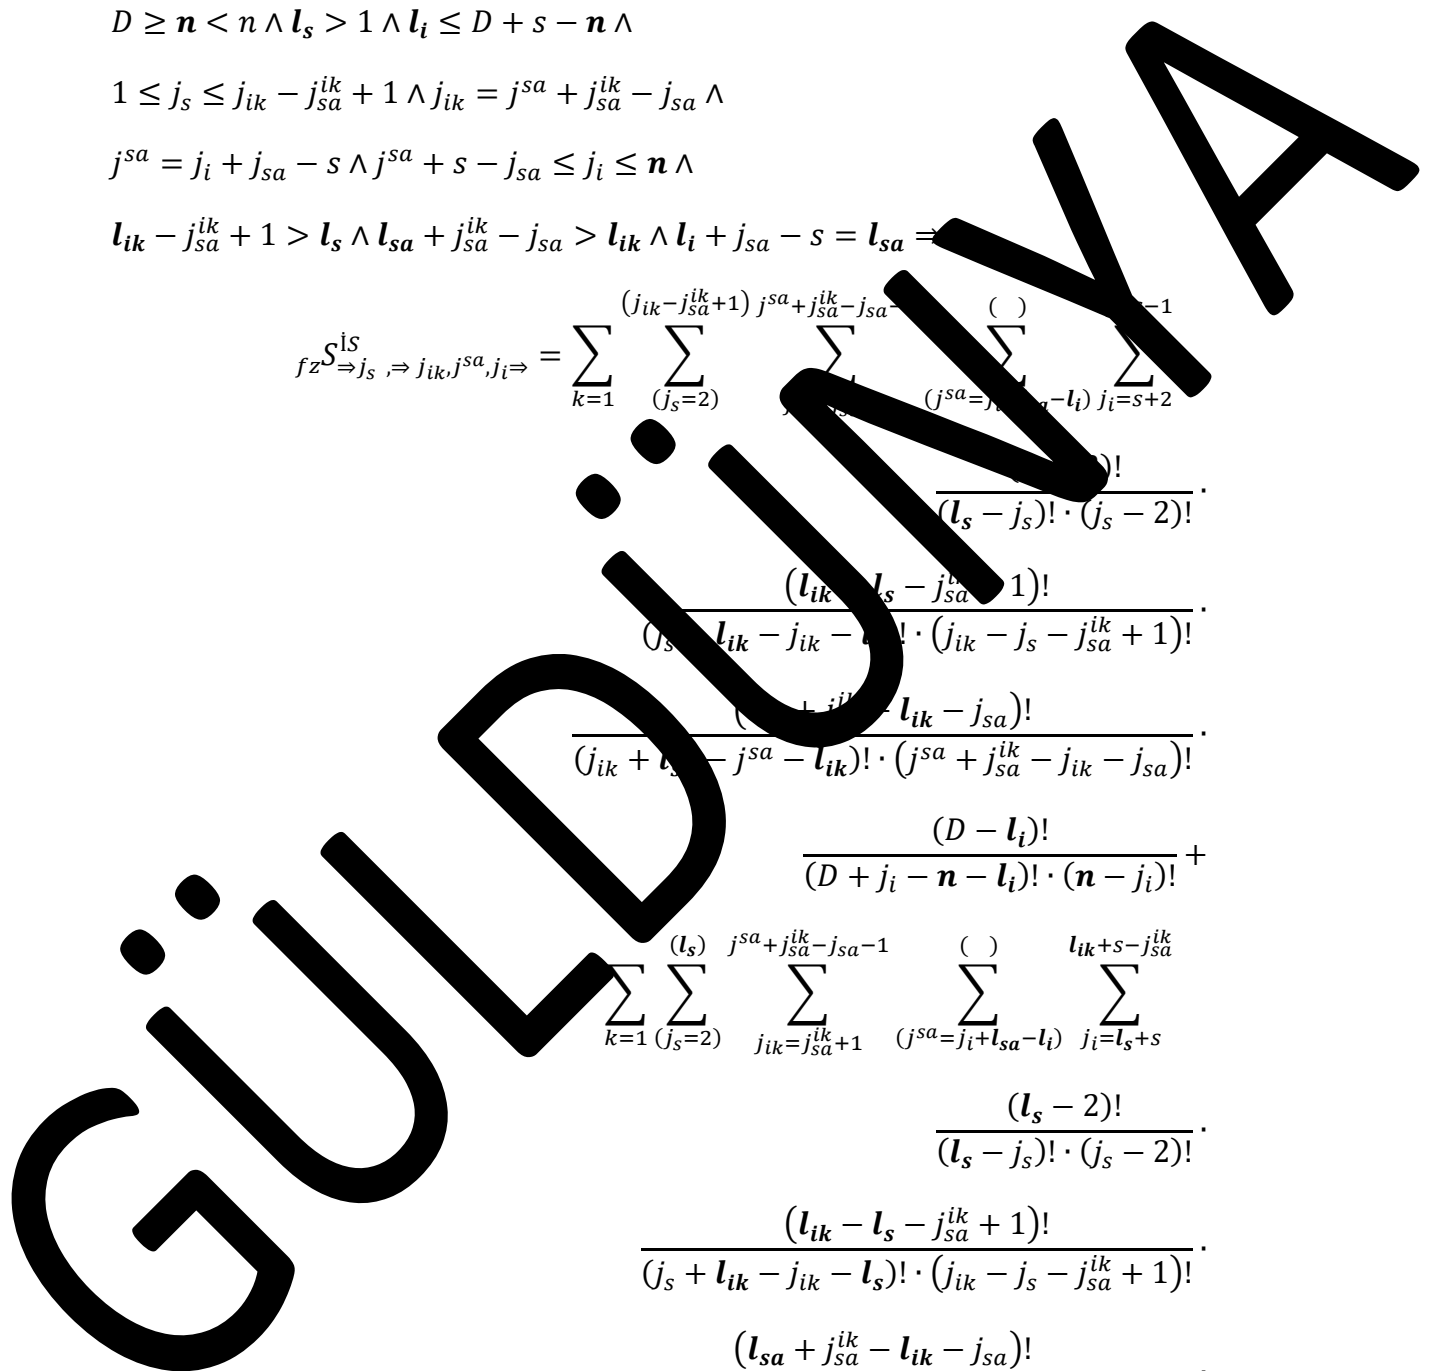 D ≥ n < n ∧ l_s > 1 ∧ l_i ≤ D + s − n ∧
1 ≤ j_s ≤ j_{ik} − j_{sa}^{ik} + 1 ∧ j_{ik} = j^{sa} + j_{sa}^{ik} − j_{sa} ∧
j^{sa} = j_i + j_{sa} − s ∧ j^{sa} + s − j_{sa} ≤ j_i ≤ n ∧
l_{ik} − j_{sa}^{ik} + 1 > l_s ∧ l_{sa} + j_{sa}^{ik} − j_{sa} > l_{ik} ∧ l_i + j_{sa} − s = l_{sa} ⇒
(j_{ik}−j_{sa}^{ik}+1) j^{sa}+j_{sa}^{ik}−j_{sa}− ( ) −1
_{fz}S^{İS}_{⇒j_s ,⇒ j_{ik},j^{sa},j_i⇒} = ∑ ∑ ∑ ∑ ∑
k=1 (j_s=2) (j^{sa}= −l_i) j_i=s+2
)!
(l_s − j_s)! · (j_s − 2)! ·
(l_{ik} l_s − j_{sa} 1)!
l_{ik} − j_{ik} − ! · (j_{ik} − j_s − j_{sa}^{ik} + 1)! ·
l_{ik} − j_{sa})!
(j_{ik} + − j^{sa} − l_{ik})! · (j^{sa} + j_{sa}^{ik} − j_{ik} − j_{sa})! ·
(D − l_i)!
(D + j_i − n − l_i)! · (n − j_i)! +
(l_s) j^{sa}+j_{sa}^{ik}−j_{sa}−1 ( ) l_{ik}+s−j_{sa}^{ik}
∑ ∑ ∑ ∑ ∑
k=1 (j_s=2) j_{ik}=j_{sa}^{ik}+1 (j^{sa}=j_i+l_{sa}−l_i) j_i=l_s+s
(l_s − 2)!
(l_s − j_s)! · (j_s − 2)! ·
(l_{ik} − l_s − j_{sa}^{ik} + 1)!
(j_s + l_{ik} − j_{ik} − l_s)! · (j_{ik} − j_s − j_{sa}^{ik} + 1)! ·
(l_{sa} + j_{sa}^{ik} − l_{ik} − j_{sa})!
GÜLDÜNYA